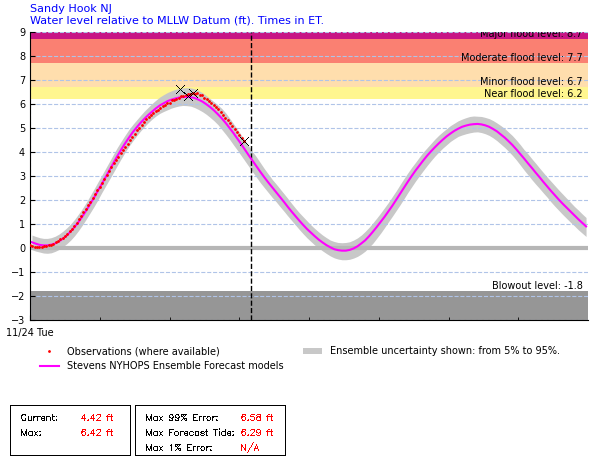 Sandy Hook NJ
Water level relative to MLLW Datum (ft). Times in ET.
9
8
7
6
5
4
3
2
1
0
−1
−2
−3
Major flood level: 8.7
Moderate flood level: 7.7
Minor flood level: 6.7
Near flood level: 6.2
Blowout level: -1.8
11/24 Tue
Observations (where available)
Ensemble uncertainty shown: from 5% to 95%.
Stevens NYHOPS Ensemble Forecast models
Current: 4.42 ft
Max: 6.42 ft
Max 99% Error: 6.58 ft
Max Forecast Tide: 6.29 ft
Max 1% Error: N/A